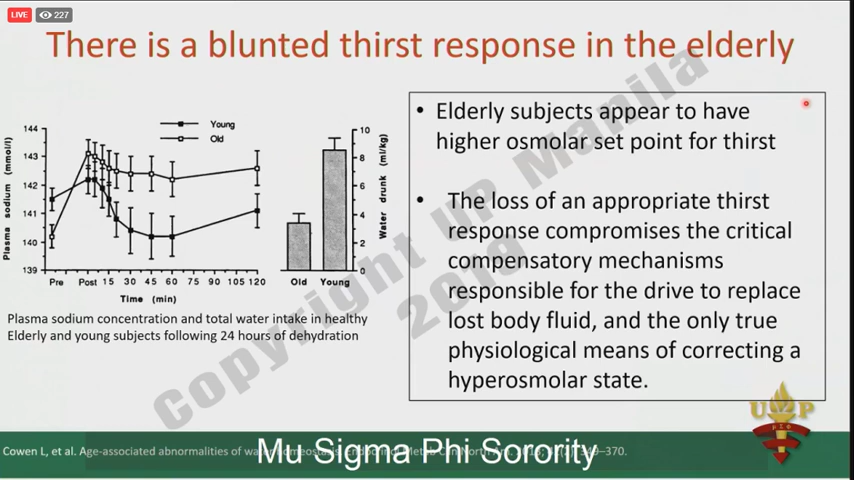 LIVE 227
There is a blunted thirst response in the elderly
Young
Old
Plasma sodium (mmol/l)
144
143
142
141
140
139
Pre Post 15 30 45 60 75 90 105 120
Time (min)
10
8
6
4
2
0
Water drunk (ml/kg)
Old Young
Plasma sodium concentration and total water intake in healthy
Elderly and young subjects following 24 hours of dehydration
• Elderly subjects appear to have
higher osmolar set point for thirst
• The loss of an appropriate thirst
response compromises the critical
compensatory mechanisms
responsible for the drive to replace
lost body fluid, and the only true
physiological means of correcting a
hyperosmolar state.
Copyright UP Manila
2019
Cowen L, et al. Age-associated abnormalities of 349–370.
Mu Sigma Phi Sorority
U P